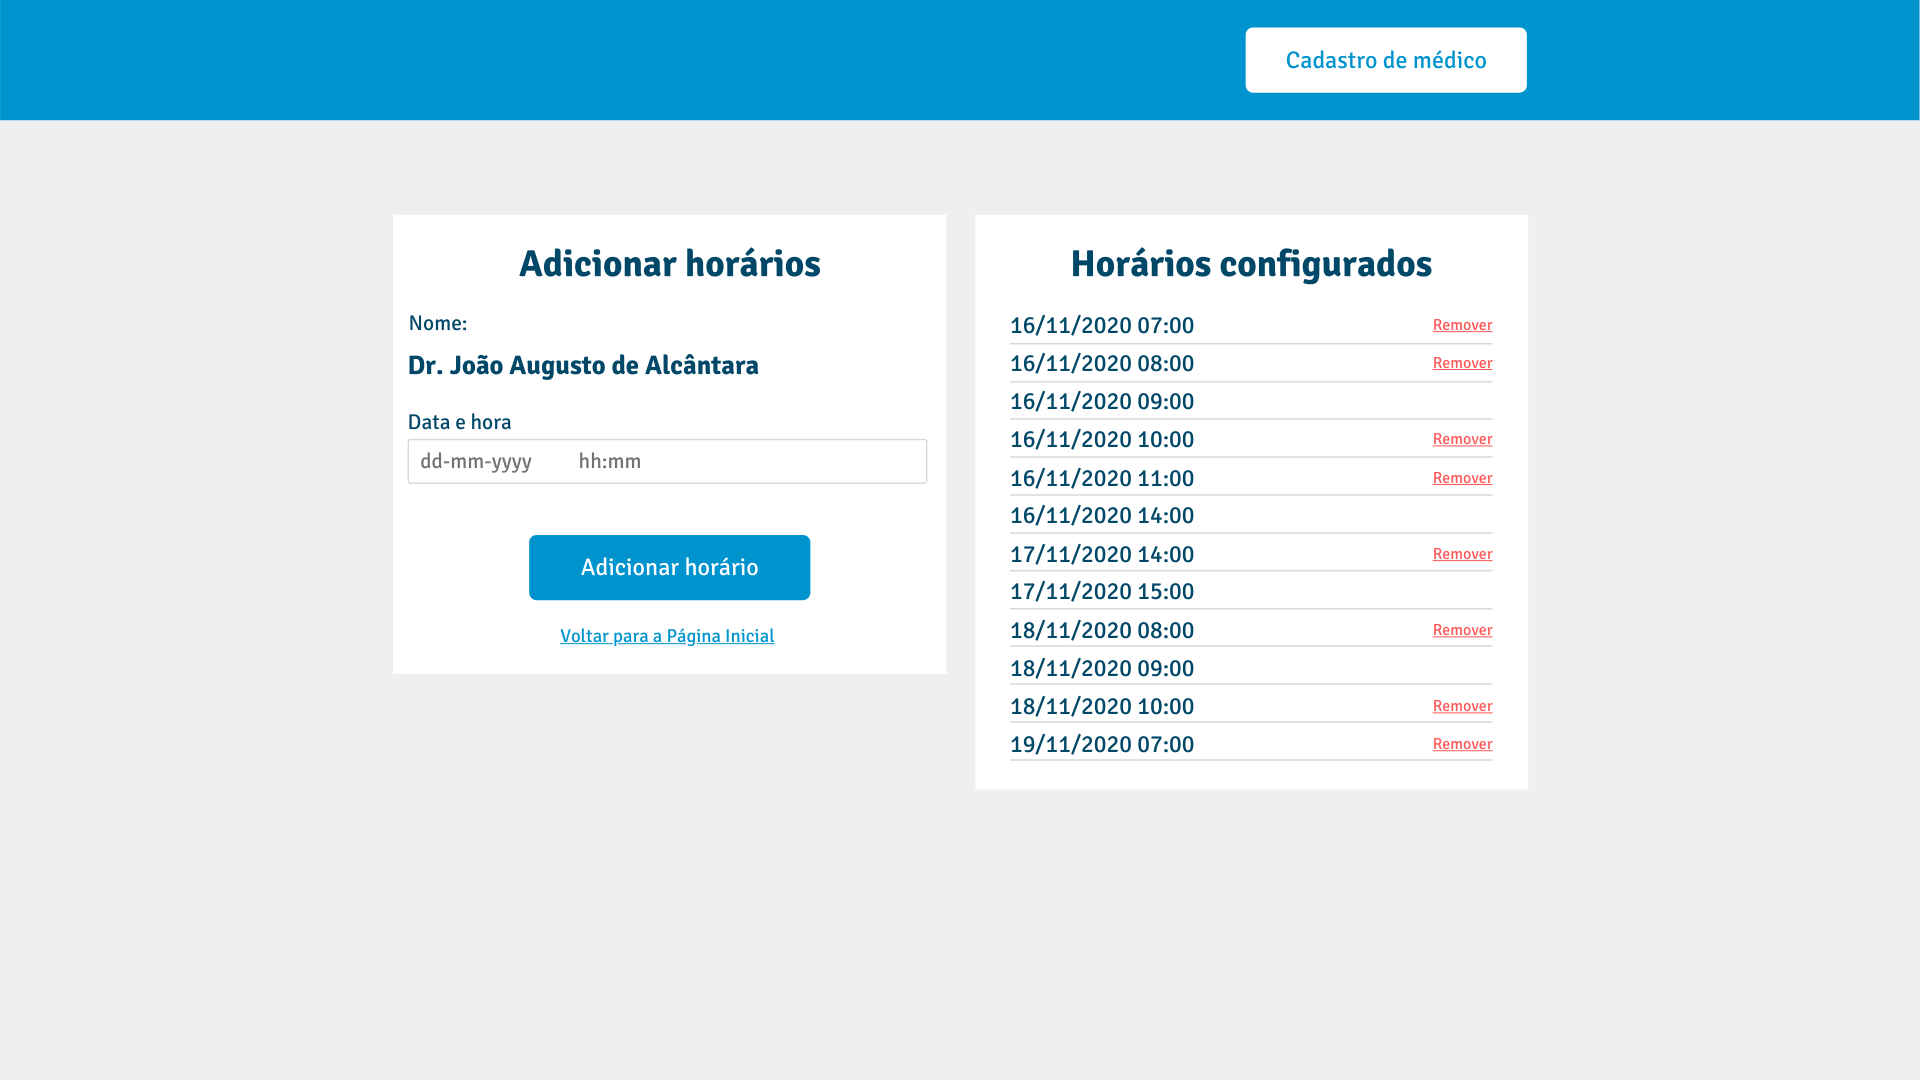 Cadastro de médico
Adicionar horários
Nome:
Dr. João Augusto de Alcântara
Data e hora
dd-mm-yyyy hh:mm
Adicionar horário
Voltar para a Página Inicial
Horários configurados
16/11/2020 07:00 Remover
16/11/2020 08:00 Remover
16/11/2020 09:00
16/11/2020 10:00 Remover
16/11/2020 11:00 Remover
16/11/2020 14:00
17/11/2020 14:00 Remover
17/11/2020 15:00
18/11/2020 08:00 Remover
18/11/2020 09:00
18/11/2020 10:00 Remover
19/11/2020 07:00 Remover